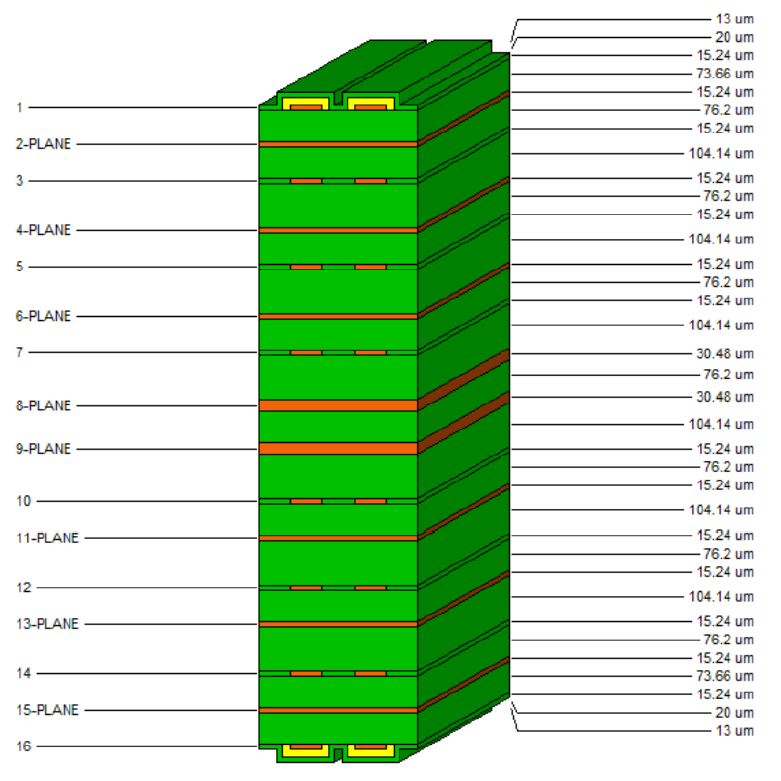 13 um
20 um
15.24 um
73.66 um
15.24 um
76.2 um
15.24 um
104.14 um
15.24 um
76.2 um
15.24 um
104.14 um
15.24 um
76.2 um
15.24 um
104.14 um
30.48 um
76.2 um
30.48 um
104.14 um
15.24 um
76.2 um
15.24 um
104.14 um
15.24 um
76.2 um
15.24 um
104.14 um
15.24 um
76.2 um
15.24 um
73.66 um
15.24 um
20 um
13 um
1
2-PLANE
3
4-PLANE
5
6-PLANE
7
8-PLANE
9-PLANE
10
11-PLANE
12
13-PLANE
14
15-PLANE
16